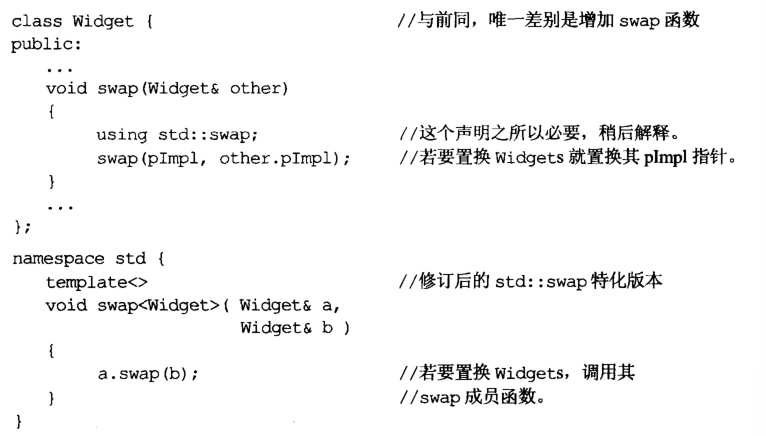 class Widget {                          //与前同，唯一差别是增加 swap 函数
public:
   ...
   void swap(Widget& other)
   {
        using std::swap;                //这个声明之所以必要，稍后解释。
        swap(pImpl, other.pImpl);       //若要置换 Widgets 就置换其 pImpl 指针。
   }
   ...
};
namespace std {
   template<>                           //修订后的 std::swap 特化版本
   void swap<Widget>( Widget& a,
                      Widget& b )
   {
        a.swap(b);                      //若要置换 Widgets，调用其
   }                                    //swap 成员函数。
}